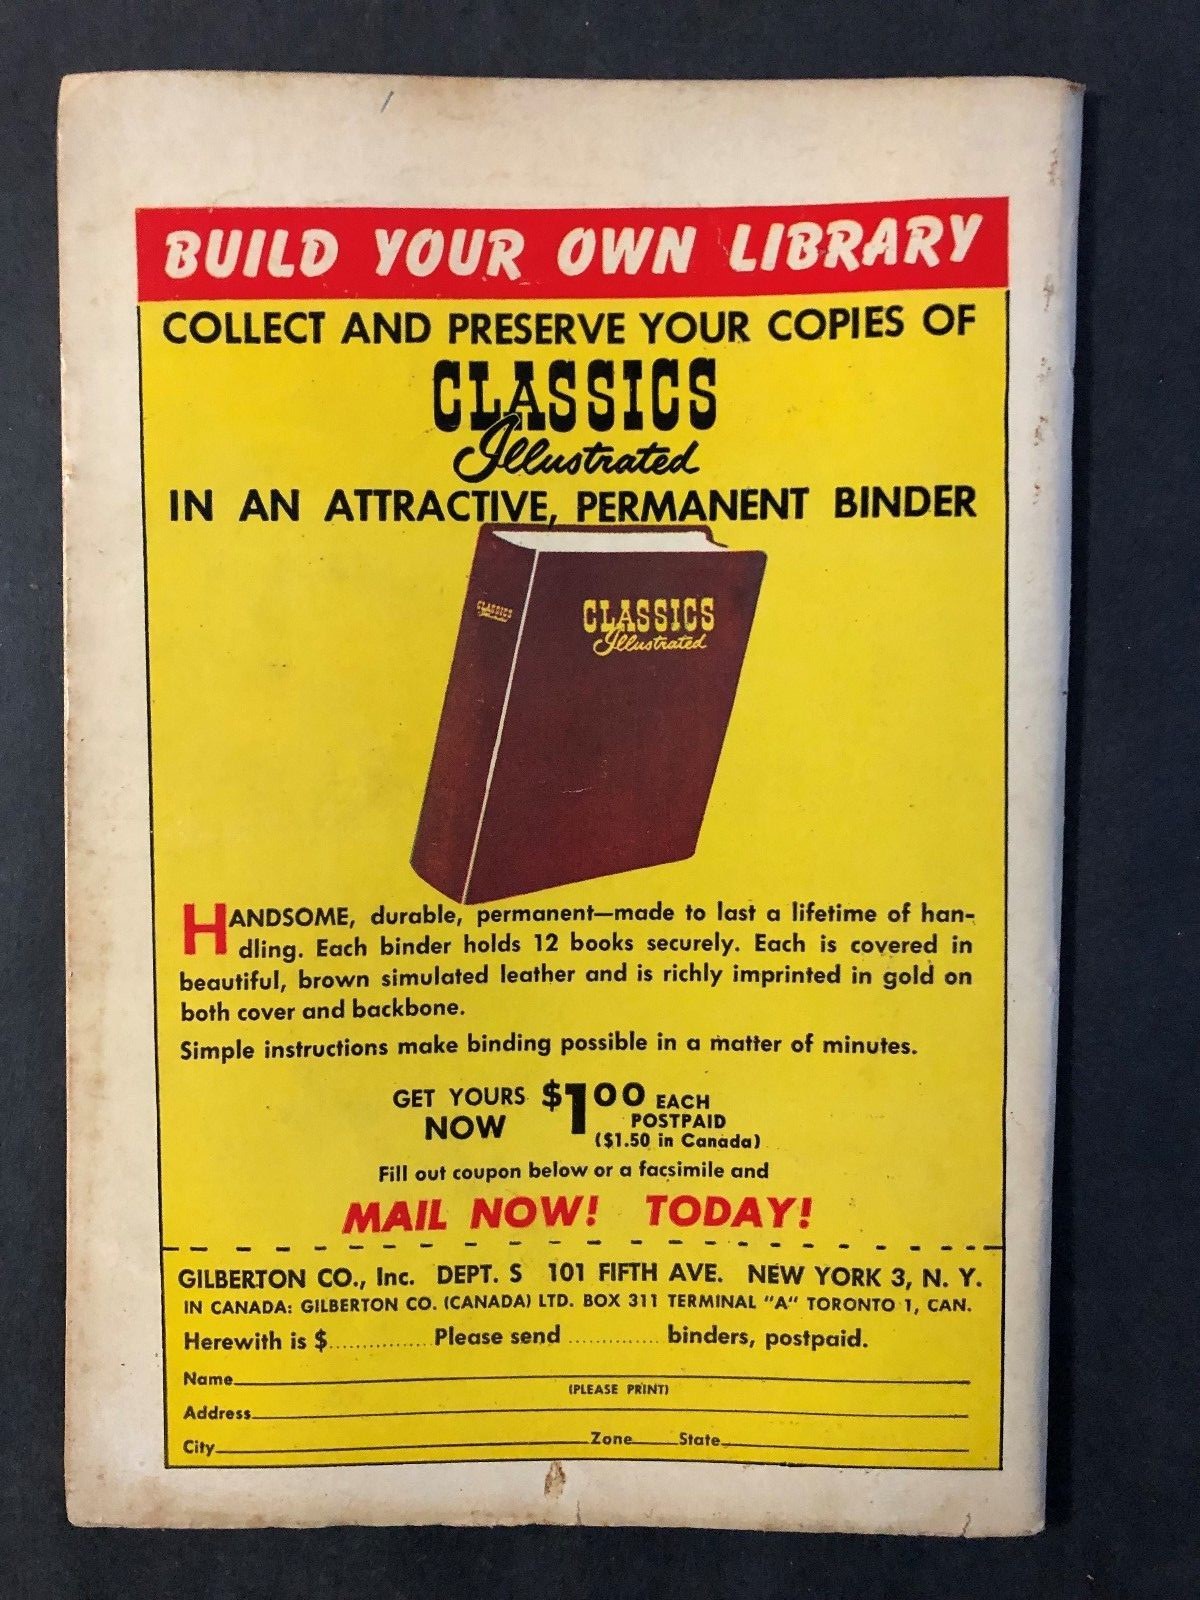 BUILD YOUR OWN LIBRARY
COLLECT AND PRESERVE YOUR COPIES OF
CLASSICS
Illustrated
IN AN ATTRACTIVE, PERMANENT BINDER
CLASSICS
Illustrated
CLASSICS
Illustrated
HANDSOME, durable, permanent—made to last a lifetime of han-
dling. Each binder holds 12 books securely. Each is covered in
beautiful, brown simulated leather and is richly imprinted in gold on
both cover and backbone.
Simple instructions make binding possible in a matter of minutes.
GET YOURS NOW $1.00 EACH
POSTPAID
($1.50 in Canada)
Fill out coupon below or a facsimile and
MAIL NOW! TODAY!
GILBERTON CO., Inc. DEPT. S 101 FIFTH AVE. NEW YORK 3, N. Y.
IN CANADA: GILBERTON CO. (CANADA) LTD. BOX 311 TERMINAL "A" TORONTO 1, CAN.
Herewith is $............... Please send ............. binders, postpaid.
Name
(PLEASE PRINT)
Address
City Zone State